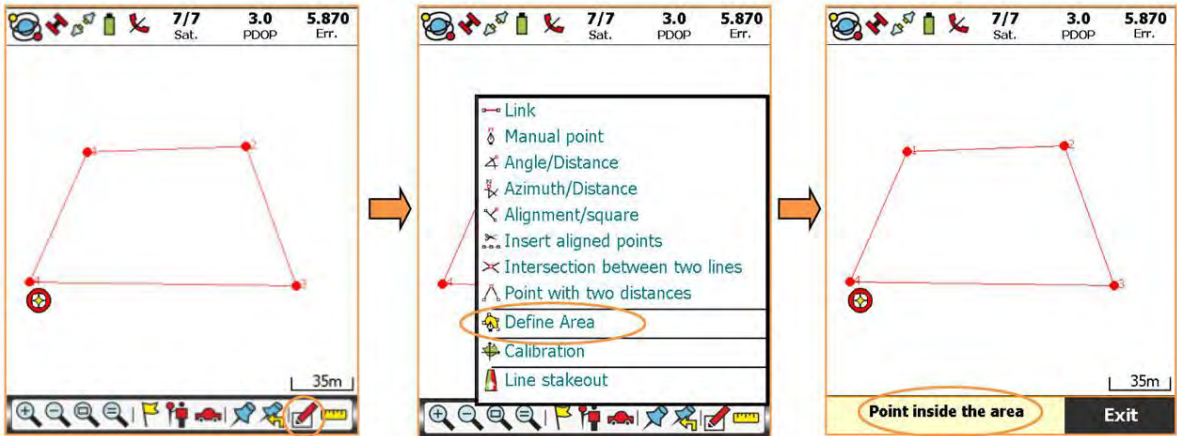 7/7 3.0 5.870
Sat. PDOP Err.
1
2
4
3
35m
7/7 3.0 5.870
Sat. PDOP Err.
Link
Manual point
Angle/Distance
Azimuth/Distance
Alignment/square
Insert aligned points
Intersection between two lines
Point with two distances
Define Area
Calibration
Line stakeout
4
7/7 3.0 5.870
Sat. PDOP Err.
1
2
4
3
35m
Point inside the area Exit